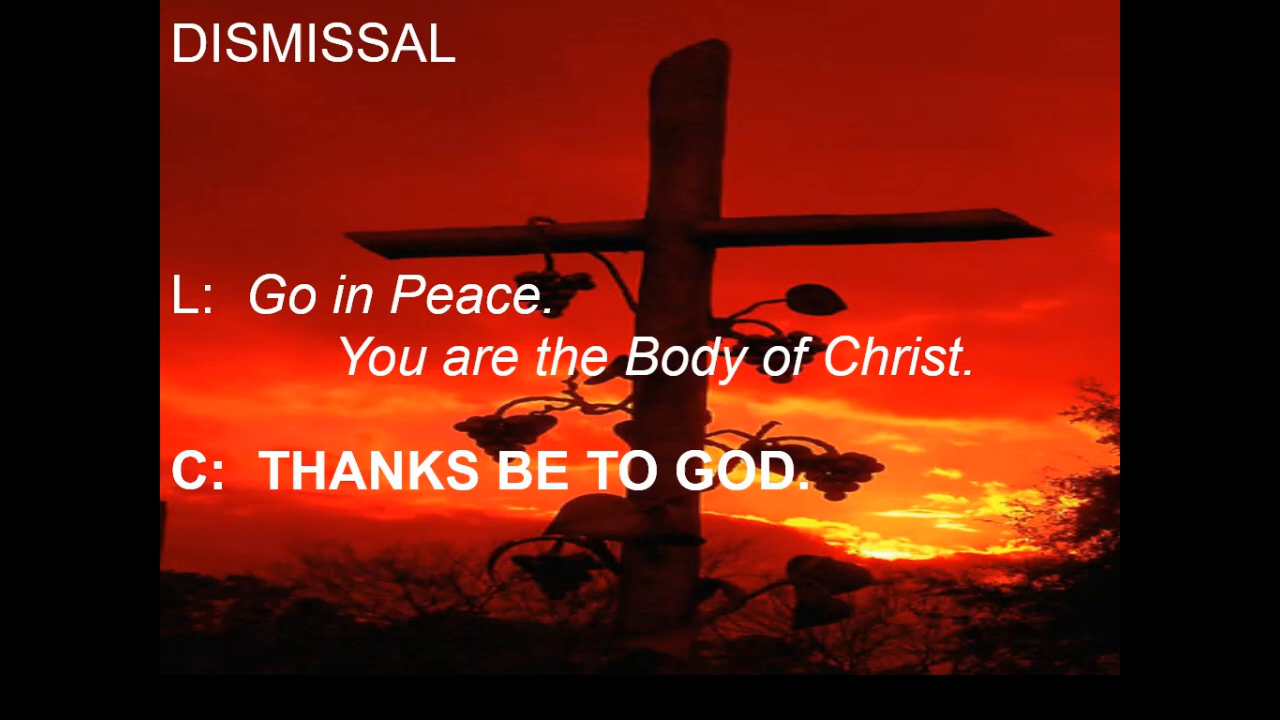 DISMISSAL
L: Go in Peace.
You are the Body of Christ.
C: THANKS BE TO GOD.